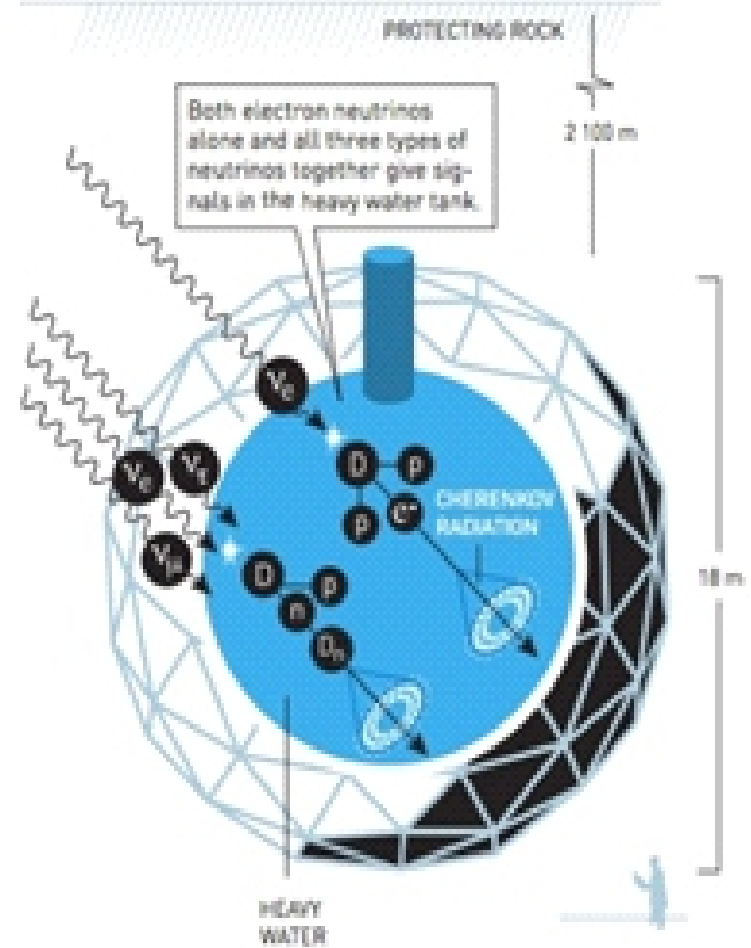 PROTECTING ROCK
2 100 m
Both electron neutrinos
alone and all three types of
neutrinos together give sig-
nals in the heavy water tank.
νe
νe
ντ
νμ
D
p
p
e-
CHERENKOV
RADIATION
D
p
n
Dn
18 m
HEAVY
WATER